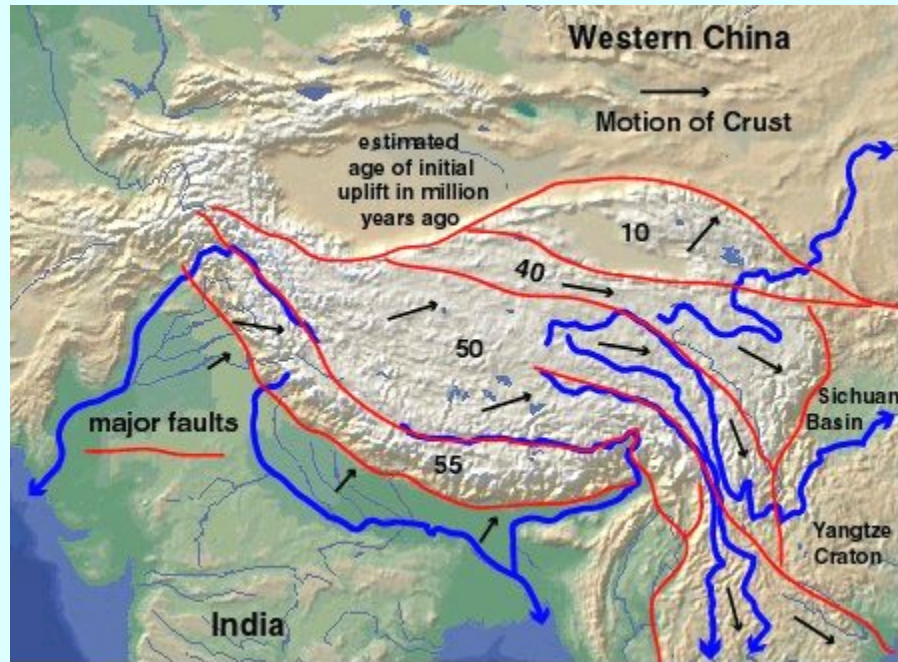 Western China
Motion of Crust
estimated
age of initial
uplift in million
years ago
10
40
50
Sichuan
Basin
major faults
55
Yangtze
Craton
India